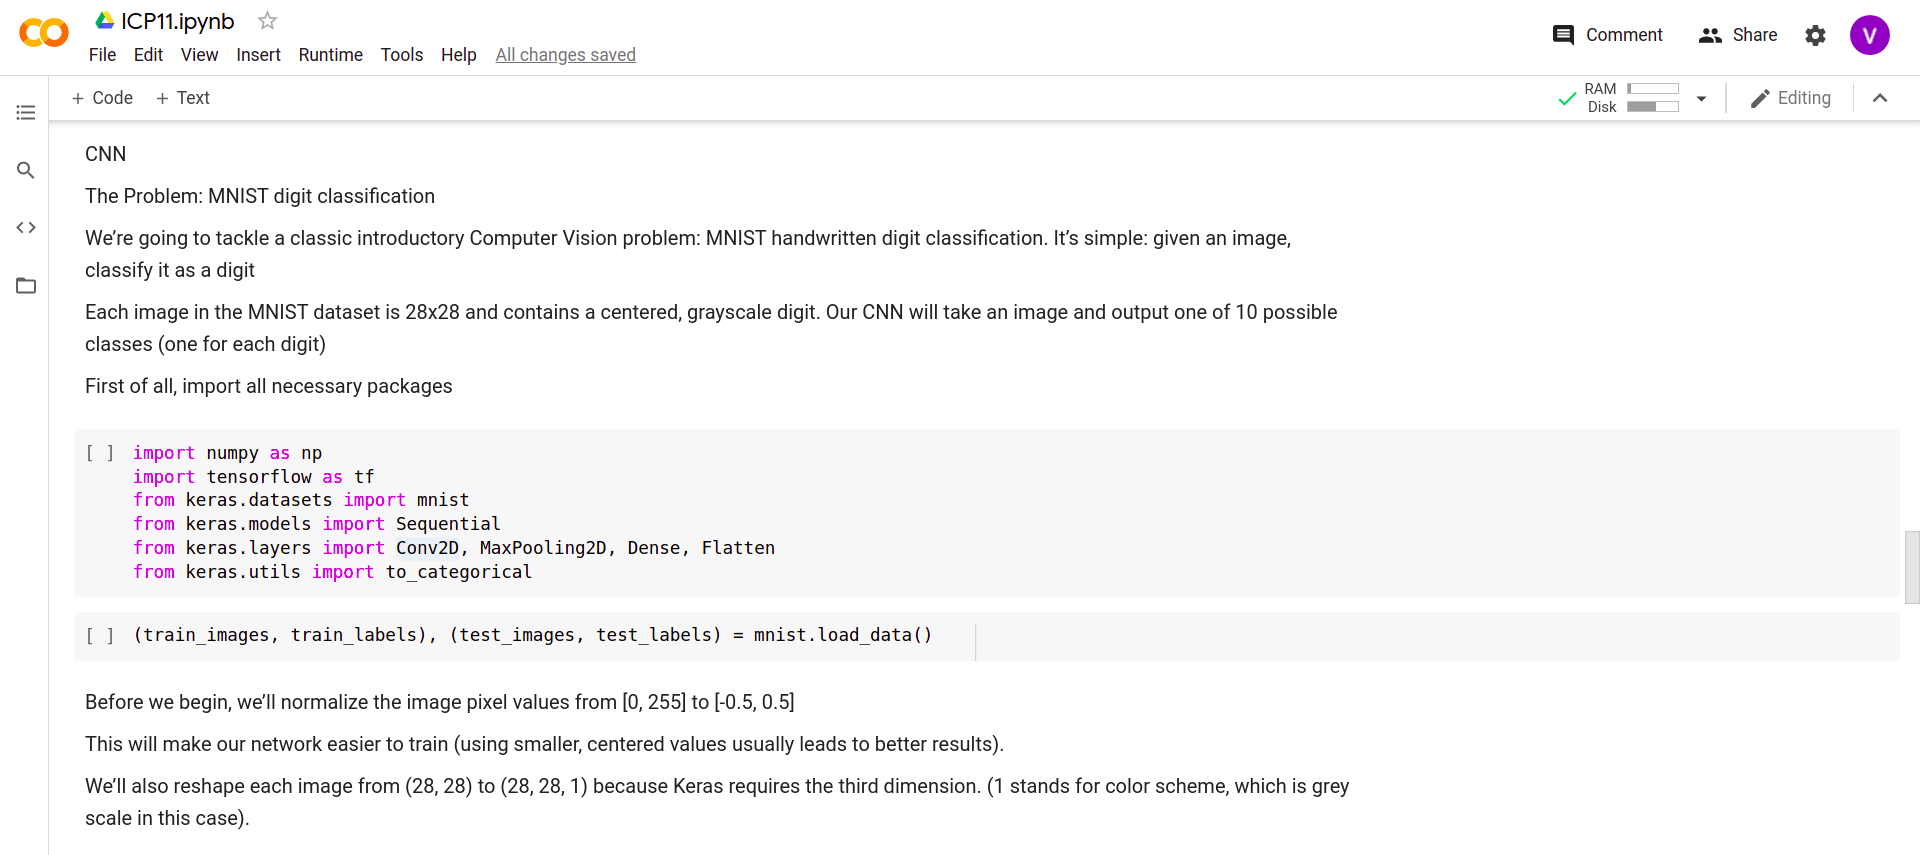 ICP11.ipynb
Comment Share V
File Edit View Insert Runtime Tools Help All changes saved
+ Code + Text
RAM
Disk
Editing
CNN
The Problem: MNIST digit classification
We’re going to tackle a classic introductory Computer Vision problem: MNIST handwritten digit classification. It’s simple: given an image,
classify it as a digit
Each image in the MNIST dataset is 28x28 and contains a centered, grayscale digit. Our CNN will take an image and output one of 10 possible
classes (one for each digit)
First of all, import all necessary packages
[ ] import numpy as np
import tensorflow as tf
from keras.datasets import mnist
from keras.models import Sequential
from keras.layers import Conv2D, MaxPooling2D, Dense, Flatten
from keras.utils import to_categorical
[ ] (train_images, train_labels), (test_images, test_labels) = mnist.load_data()
Before we begin, we’ll normalize the image pixel values from [0, 255] to [-0.5, 0.5]
This will make our network easier to train (using smaller, centered values usually leads to better results).
We’ll also reshape each image from (28, 28) to (28, 28, 1) because Keras requires the third dimension. (1 stands for color scheme, which is grey
scale in this case).